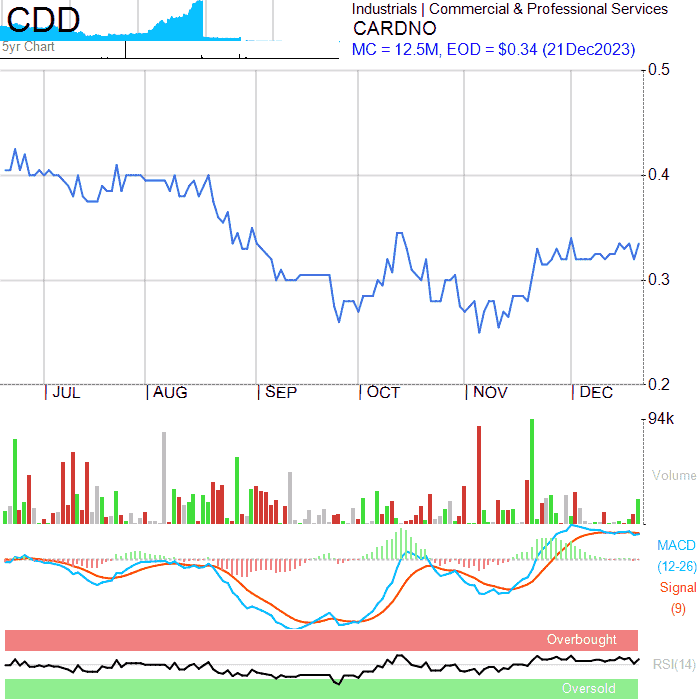 CDD
5yr Chart
Industrials | Commercial & Professional Services
CARDNO
MC = 12.5M, EOD = $0.34 (21Dec2023)
0.5
0.4
0.3
0.2
JUL AUG SEP OCT NOV DEC
94k
Volume
MACD
(12-26)
Signal
(9)
Overbought
RSI(14)
Oversold